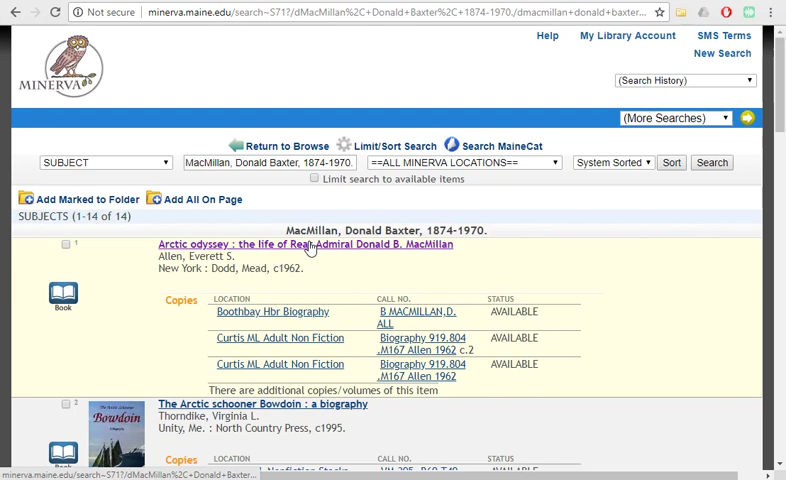 Not secure | minerva.maine.edu/search~S71?/dMacMillan%2C+Donald+Baxter%2C+1874-1970./dmacmillan+donald+baxter...
Help My Library Account SMS Terms
New Search
MINERVA
(Search History)
(More Searches)
Return to Browse Limit/Sort Search Search MaineCat
SUBJECT MacMillan, Donald Baxter, 1874-1970. ==ALL MINERVA LOCATIONS== System Sorted Sort Search
Limit search to available items
Add Marked to Folder Add All On Page
SUBJECTS (1-14 of 14)
MacMillan, Donald Baxter, 1874-1970.
1 Arctic odyssey : the life of Rear Admiral Donald B. MacMillan
Allen, Everett S.
New York : Dodd, Mead, c1962.
Book
Copies LOCATION CALL NO. STATUS
Boothbay Hbr Biography B MACMILLAN,D. AVAILABLE
ALL
Curtis ML Adult Non Fiction Biography 919.804 AVAILABLE
.M167 Allen 1962 c.2
Curtis ML Adult Non Fiction Biography 919.804 AVAILABLE
.M167 Allen 1962
There are additional copies/volumes of this item
2 The Arctic schooner Bowdoin : a biography
Thorndike, Virginia L.
Unity, Me. : North Country Press, c1995.
Bowdoin
Book
Copies LOCATION CALL NO. STATUS
minerva.maine.edu/search~S71?/dMacMillan%2C+Donald+Baxter...